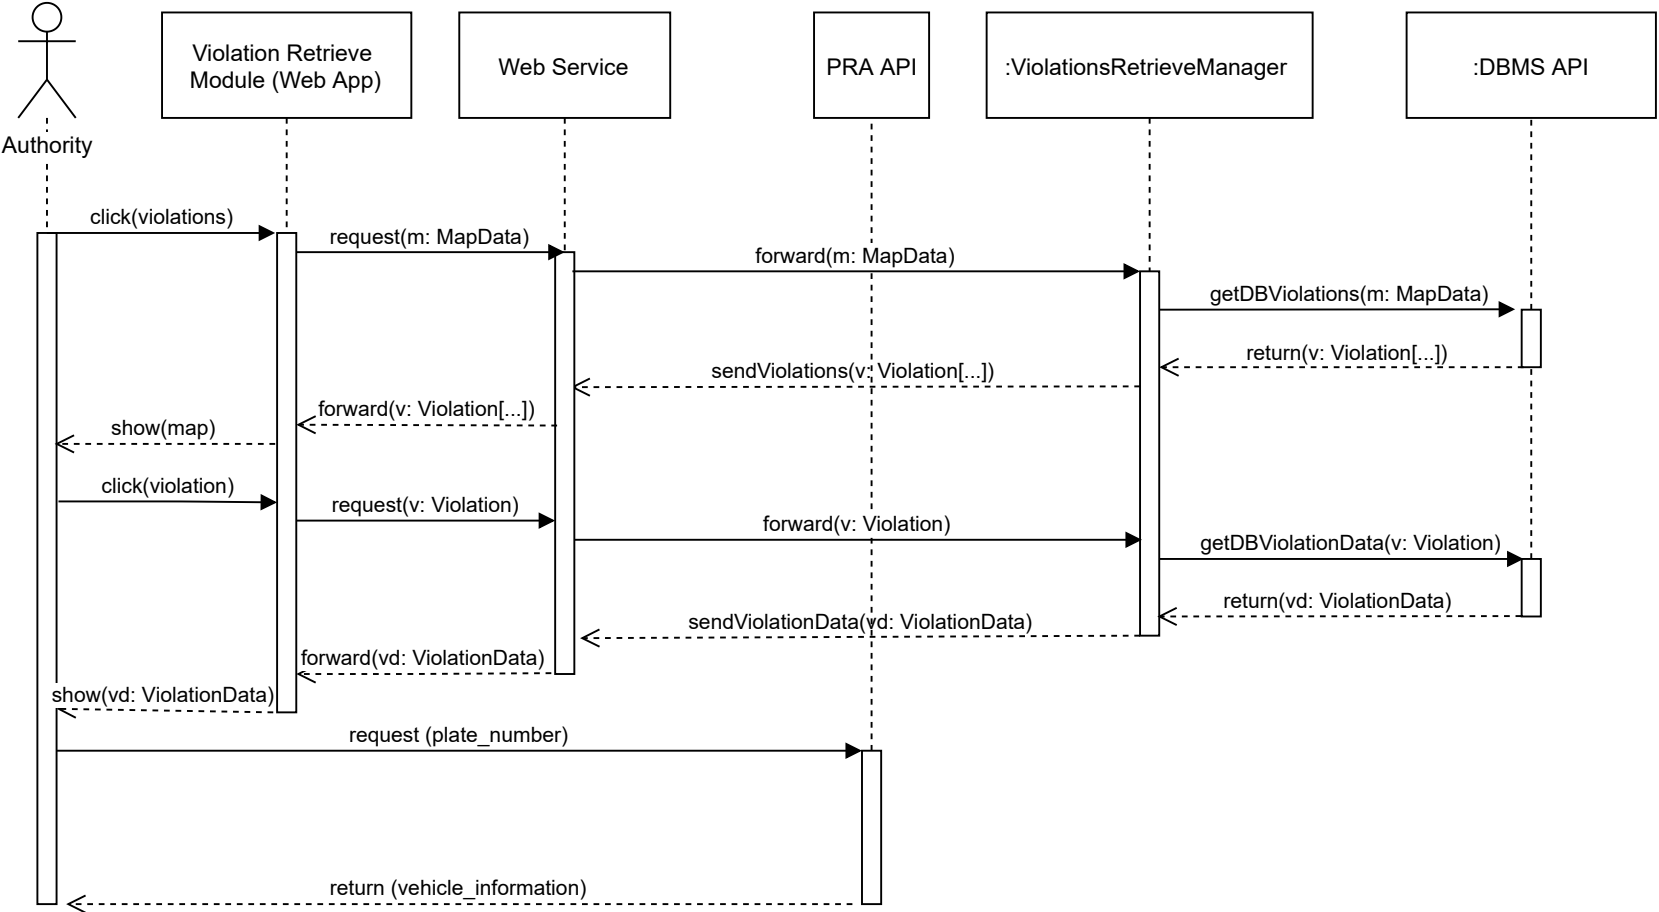 Violation Retrieve
Module (Web App)
Web Service
PRA API
:ViolationsRetrieveManager
:DBMS API
Authority
click(violations)
request(m: MapData)
forward(m: MapData)
getDBViolations(m: MapData)
return(v: Violation[...])
sendViolations(v: Violation[...])
forward(v: Violation[...])
show(map)
click(violation)
request(v: Violation)
forward(v: Violation)
getDBViolationData(v: Violation)
return(vd: ViolationData)
sendViolationData(vd: ViolationData)
forward(vd: ViolationData)
show(vd: ViolationData)
request (plate_number)
return (vehicle_information)